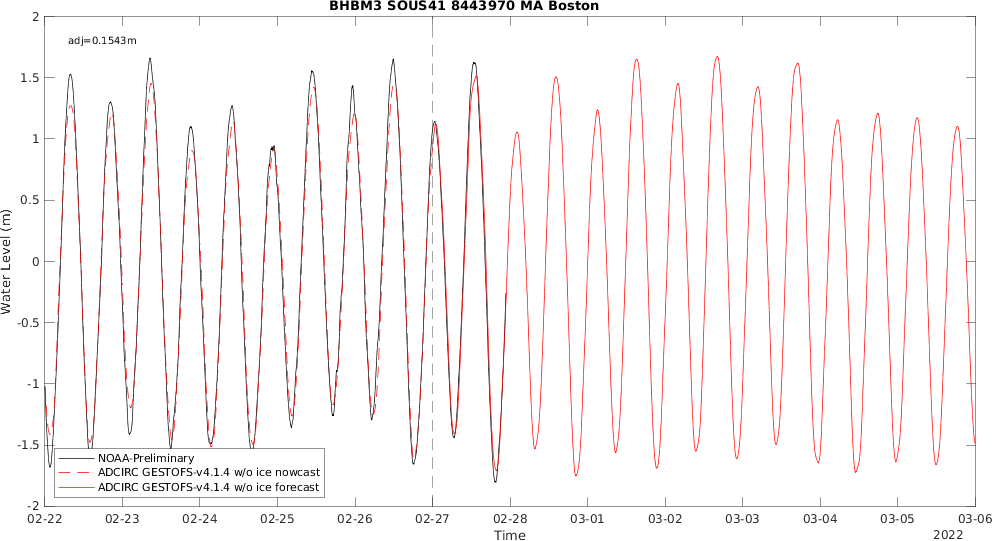 BHBM3 SOUS41 8443970 MA Boston
adj=0.1543m
2
1.5
1
0.5
0
-0.5
-1
-1.5
-2
Water Level (m)
NOAA-Preliminary
ADCIRC GESTOFS-v4.1.4 w/o ice nowcast
ADCIRC GESTOFS-v4.1.4 w/o ice forecast
02-22 02-23 02-24 02-25 02-26 02-27 02-28 03-01 03-02 03-03 03-04 03-05 03-06
Time
2022